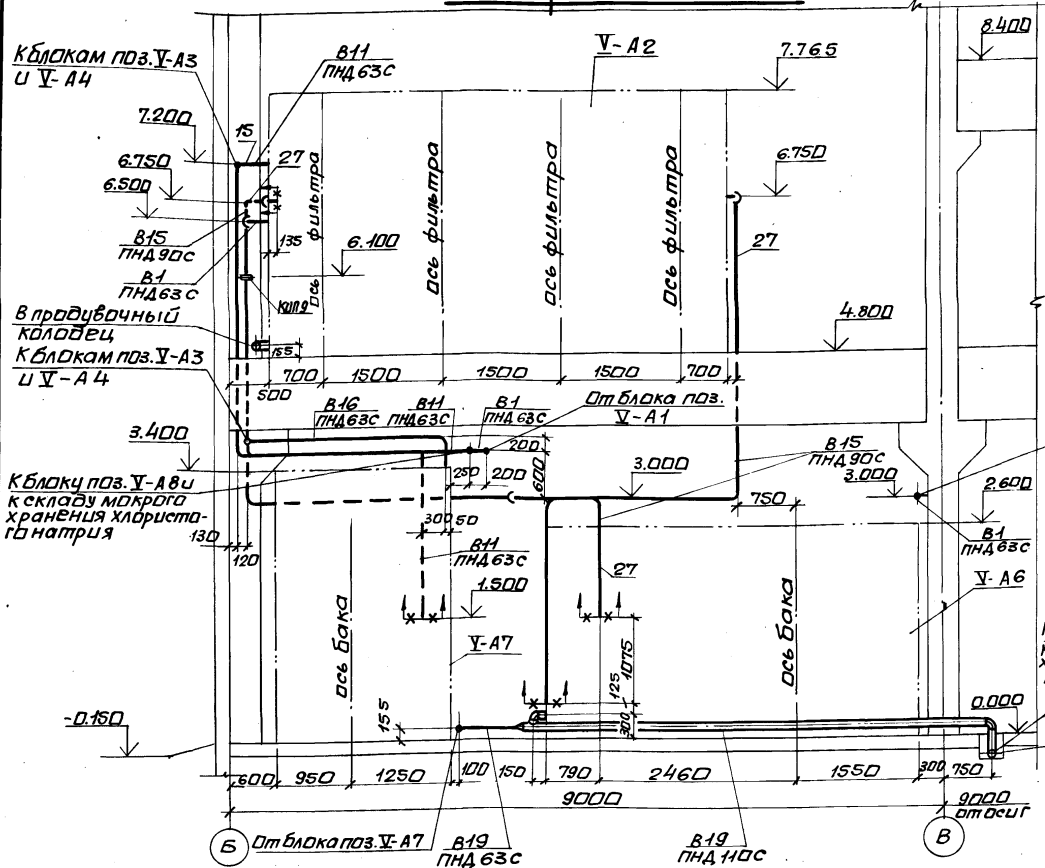 К блокам поз. V-А3
и V-А4
В11
ПНД 63С
V-А2
7.765
8.400
7.200
15
6.750
27
6.500
6.750
В15
ПНД 90С
135
6.100
27
В1
ПНД 63С
ось фильтра
ось фильтра
ось фильтра
ось фильтра
В продувочный
колодец
155
4.800
К блокам поз. V-А3
и V-А4
700
1500
1500
1500
700
500
В16
ПНД 63С
В11
ПНД 63С
В1
ПНД 63С
От блока поз.
V-А1
3.400
200
В15
ПНД 90С
250
200
600
3.000
3.000
К блоку поз. V-А8 и
к складу мокрого
хранения хлористо-
го натрия
750
2.600
130
120
300
50
В11
ПНД 63С
В1
ПНД 63С
27
1.500
V-А6
ось бака
V-А7
1075
ось бака
125
-0.150
155
300
0.000
600
950
1250
100
150
790
2460
1550
300
750
9000
9000
от оси Г
Б
От блока поз. V-А7
В19
ПНД 63С
В19
ПНД 110С
В